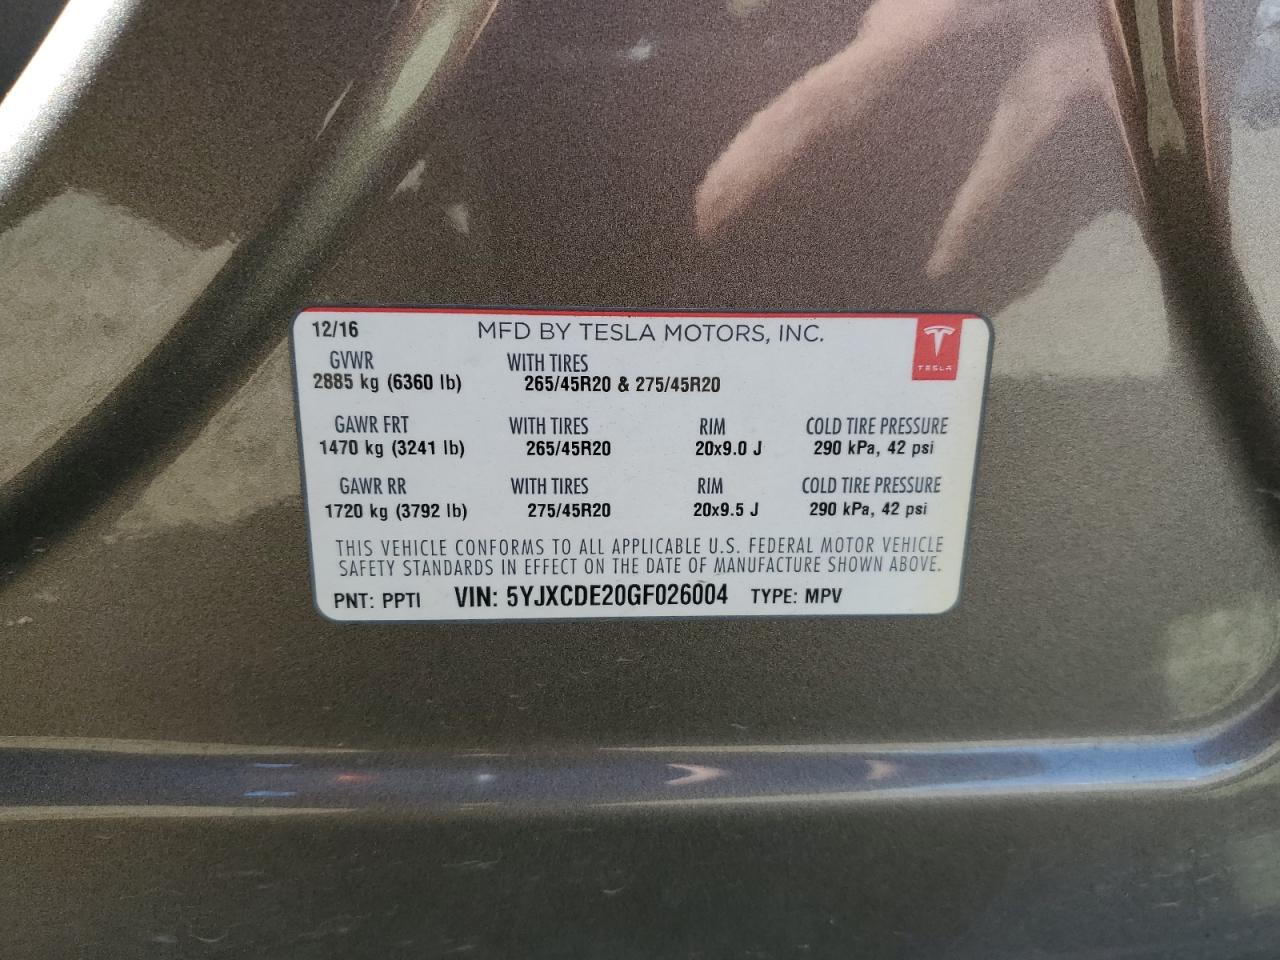 12/16 MFD BY TESLA MOTORS, INC.
TESLA
GVWR WITH TIRES
2885 kg (6360 lb) 265/45R20 & 275/45R20
GAWR FRT WITH TIRES RIM COLD TIRE PRESSURE
1470 kg (3241 lb) 265/45R20 20x9.0 J 290 kPa, 42 psi
GAWR RR WITH TIRES RIM COLD TIRE PRESSURE
1720 kg (3792 lb) 275/45R20 20x9.5 J 290 kPa, 42 psi
THIS VEHICLE CONFORMS TO ALL APPLICABLE U.S. FEDERAL MOTOR VEHICLE
SAFETY STANDARDS IN EFFECT ON THE DATE OF MANUFACTURE SHOWN ABOVE.
PNT: PPTI VIN: 5YJXCDE20GF026004 TYPE: MPV